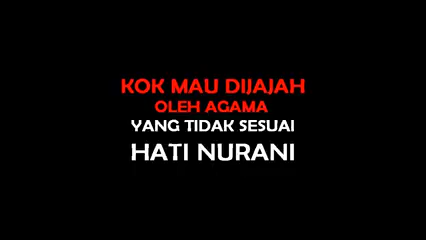 KOK MAU DIJAJAH
OLEH AGAMA
YANG TIDAK SESUAI
HATI NURANI